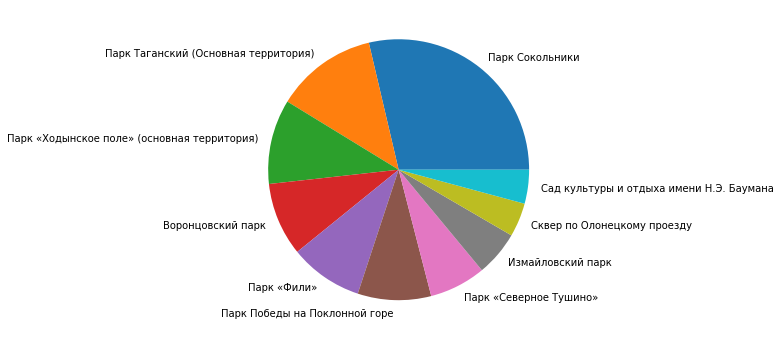 Парк Таганский (Основная территория)
Парк Сокольники
Парк «Ходынское поле» (основная территория)
Сад культуры и отдыха имени Н.Э. Баумана
Воронцовский парк
Сквер по Олонецкому проезду
Измайловский парк
Парк «Фили»
Парк «Северное Тушино»
Парк Победы на Поклонной горе